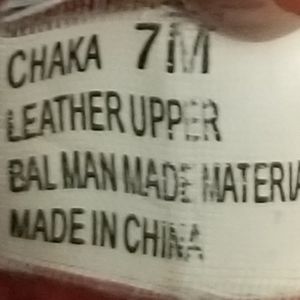 CHAKA 7M
LEATHER UPPER
BAL MAN MADE MATERIA
MADE IN CHINA